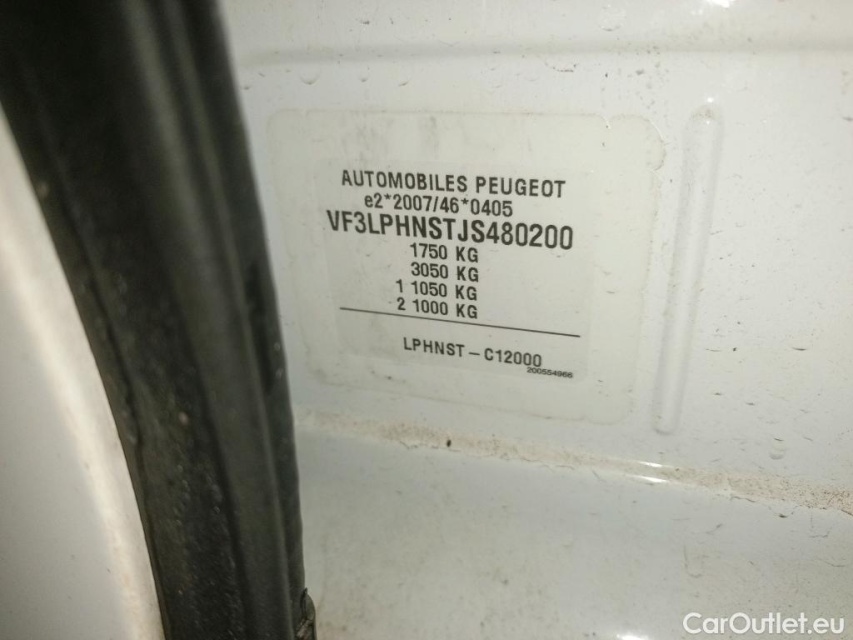 AUTOMOBILES PEUGEOT
e2*2007/46*0405
VF3LPHNSTJS480200
1750 KG
3050 KG
1 1050 KG
2 1000 KG
LPHNST-C12000
200554966
CarOutlet.eu